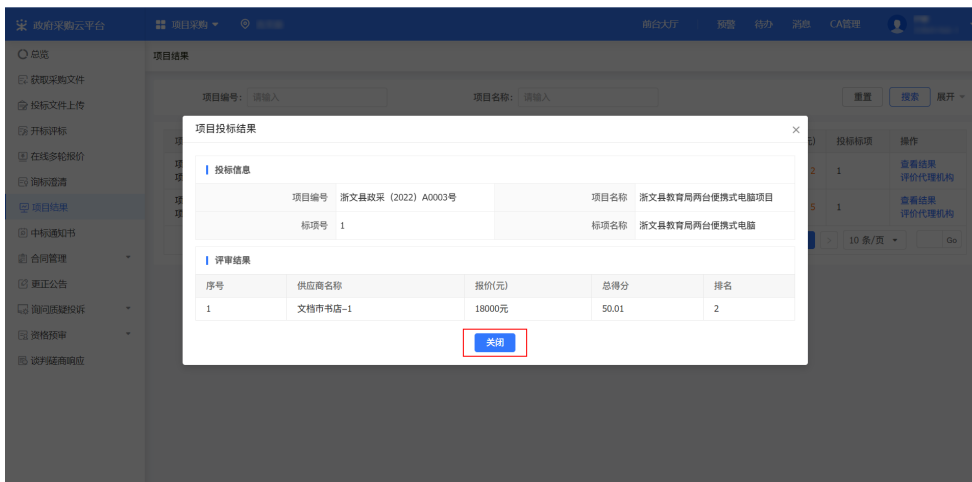 政府采购云平台
项目采购
前台大厅 预警 待办 消息 CA管理
总览
获取采购文件
投标文件上传
开标评标
在线多轮报价
询标澄清
项目结果
中标通知书
合同管理
更正公告
询问质疑投诉
资格预审
谈判磋商响应
项目结果
项目编号： 请输入 项目名称： 请输入 重置 搜索 展开
投标标项 操作
2 1 查看结果
评价代理机构
5 1 查看结果
评价代理机构
10 条/页 Go
项目投标结果
投标信息
项目编号 浙文县政采（2022）A0003号 项目名称 浙文县教育局两台便携式电脑项目
标项号 1 标项名称 浙文县教育局两台便携式电脑
评审结果
序号 供应商名称 报价(元) 总得分 排名
1 文档市书店-1 18000元 50.01 2
关闭